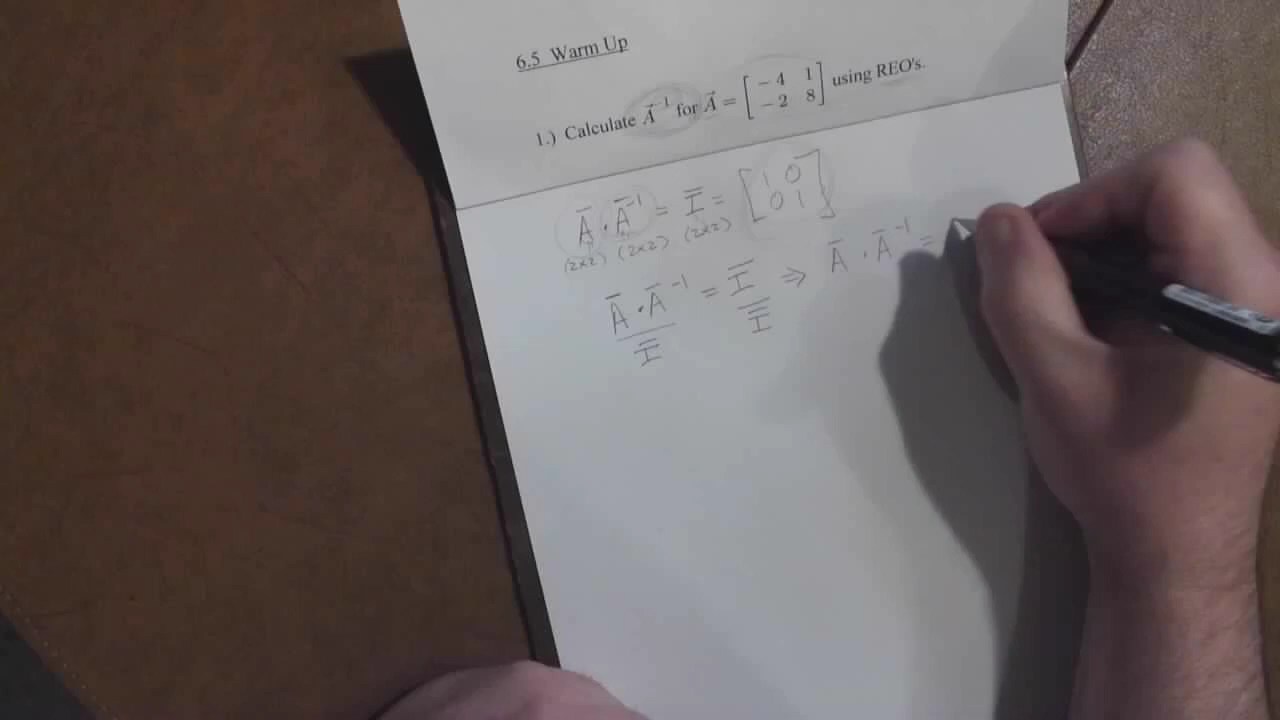 6.5 Warm Up
1.) Calculate A⃗⁻¹ for A⃗ = [ -4 1 ; -2 8 ] using REO's.
A̅ · A̅⁻¹ = I̅ = [ 1 0 ; 0 1 ]
(2x2) (2x2) (2x2)
A̅ · A̅⁻¹ = I̅ ⇒ A̅ · A̅⁻¹ =
I̅ I̅